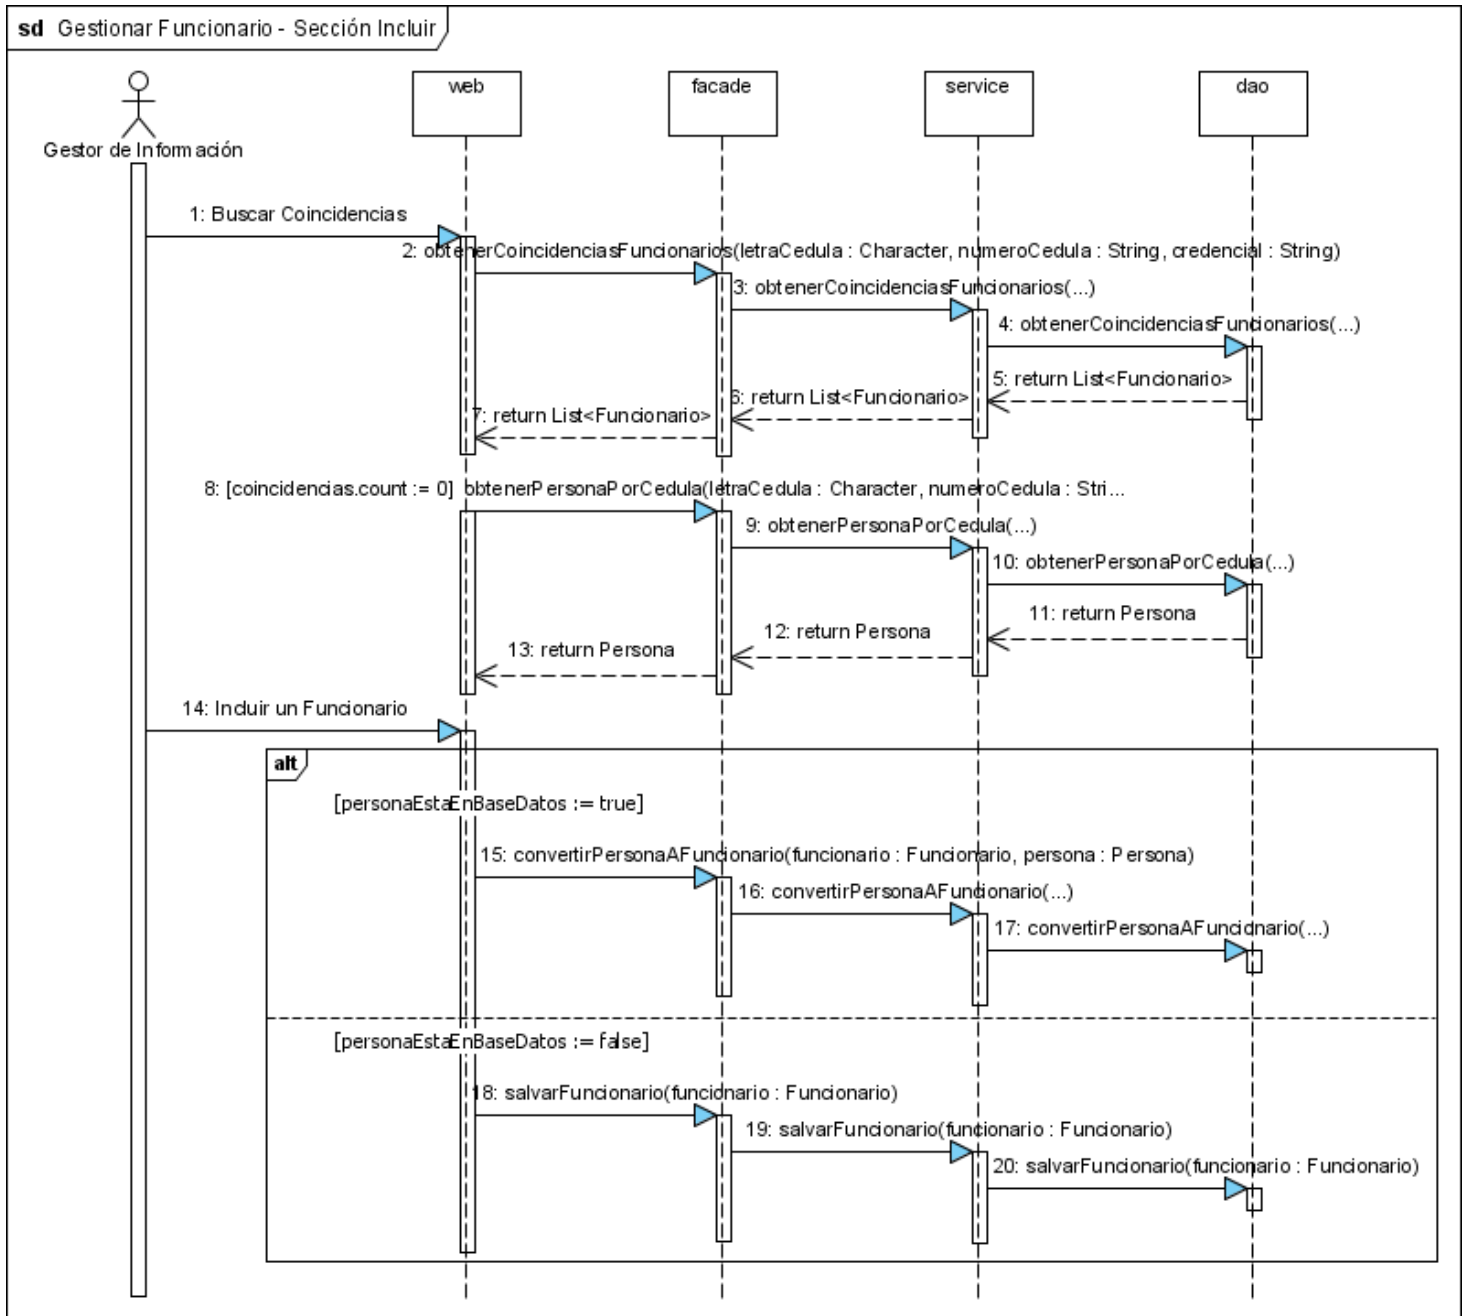 sd Gestionar Funcionario - Sección Incluir
web
facade
service
dao
Gestor de Información
1: Buscar Coincidencias
2: obtenerCoincidenciasFuncionarios(letraCedula : Character, numeroCedula : String, credencial : String)
3: obtenerCoincidenciasFuncionarios(...)
4: obtenerCoincidenciasFuncionarios(...)
5: return List<Funcionario>
6: return List<Funcionario>
7: return List<Funcionario>
8: [coincidencias.count := 0] obtenerPersonaPorCedula(letraCedula : Character, numeroCedula : Stri...
9: obtenerPersonaPorCedula(...)
10: obtenerPersonaPorCedula(...)
11: return Persona
12: return Persona
13: return Persona
14: Incluir un Funcionario
alt
[personaEstaEnBaseDatos := true]
15: convertirPersonaAFuncionario(funcionario : Funcionario, persona : Persona)
16: convertirPersonaAFuncionario(...)
17: convertirPersonaAFuncionario(...)
[personaEstaEnBaseDatos := false]
18: salvarFuncionario(funcionario : Funcionario)
19: salvarFuncionario(funcionario : Funcionario)
20: salvarFuncionario(funcionario : Funcionario)